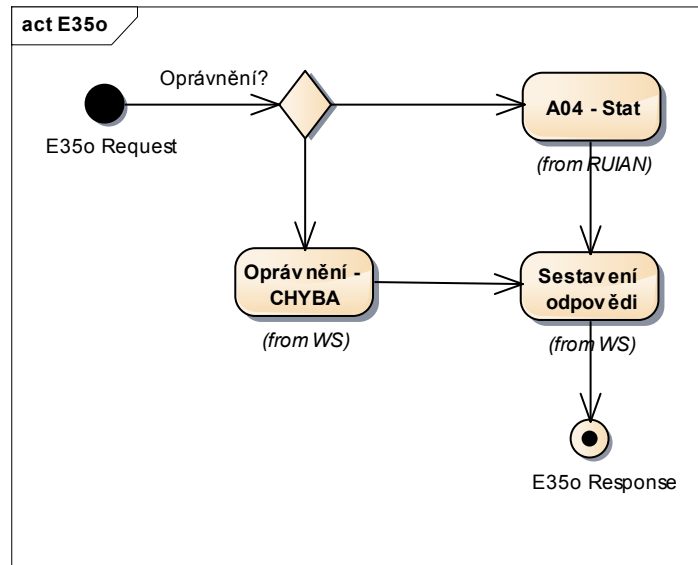 act E35o
Oprávnění?
E35o Request
A04 - Stat
(from RUIAN)
Oprávnění -
CHYBA
(from WS)
Sestavení
odpovědi
(from WS)
E35o Response